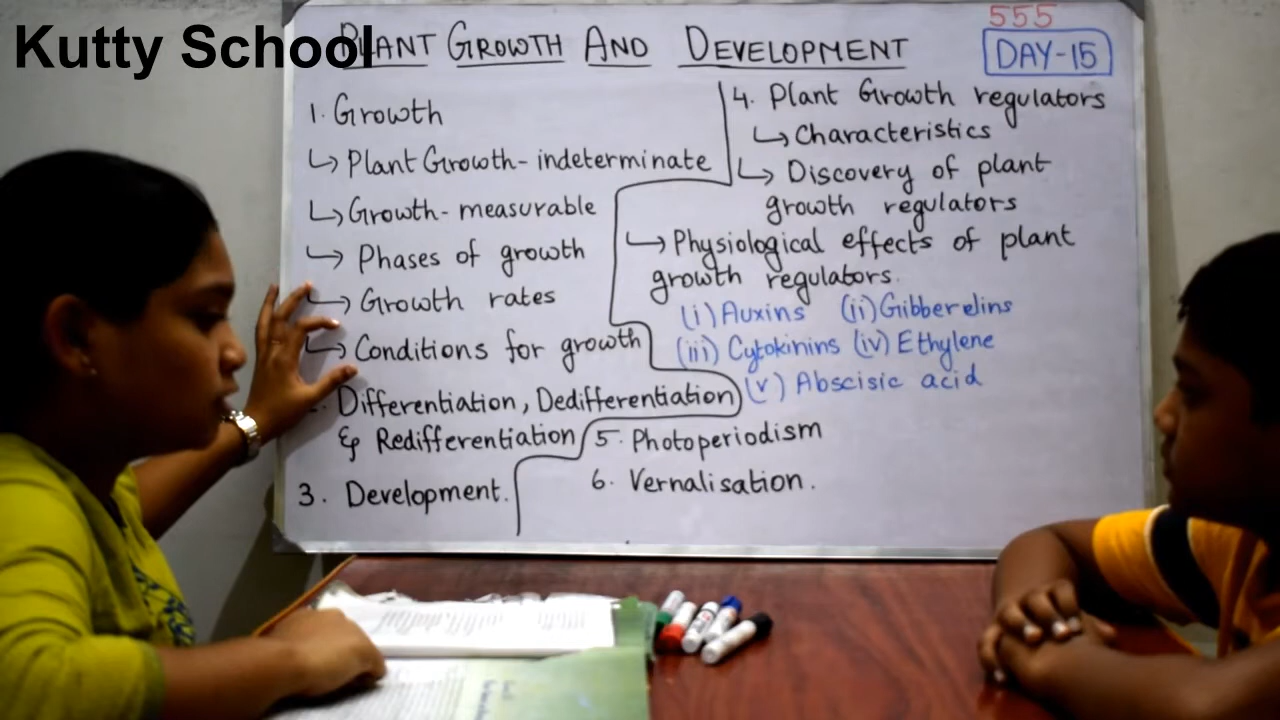 Kutty School
PLANT GROWTH AND DEVELOPMENT
555
DAY-15
1. Growth
↳ Plant Growth - indeterminate
↳ Growth - measurable
↳ Phases of growth
↳ Growth rates
↳ Conditions for growth
Differentiation, Dedifferentiation
& Redifferentiation
3. Development.
4. Plant Growth regulators
↳ Characteristics
↳ Discovery of plant
growth regulators
↳ Physiological effects of plant
growth regulators.
(i) Auxins (ii) Gibberelins
(iii) Cytokinins (iv) Ethylene
(v) Abscisic acid
5. Photoperiodism
6. Vernalisation.